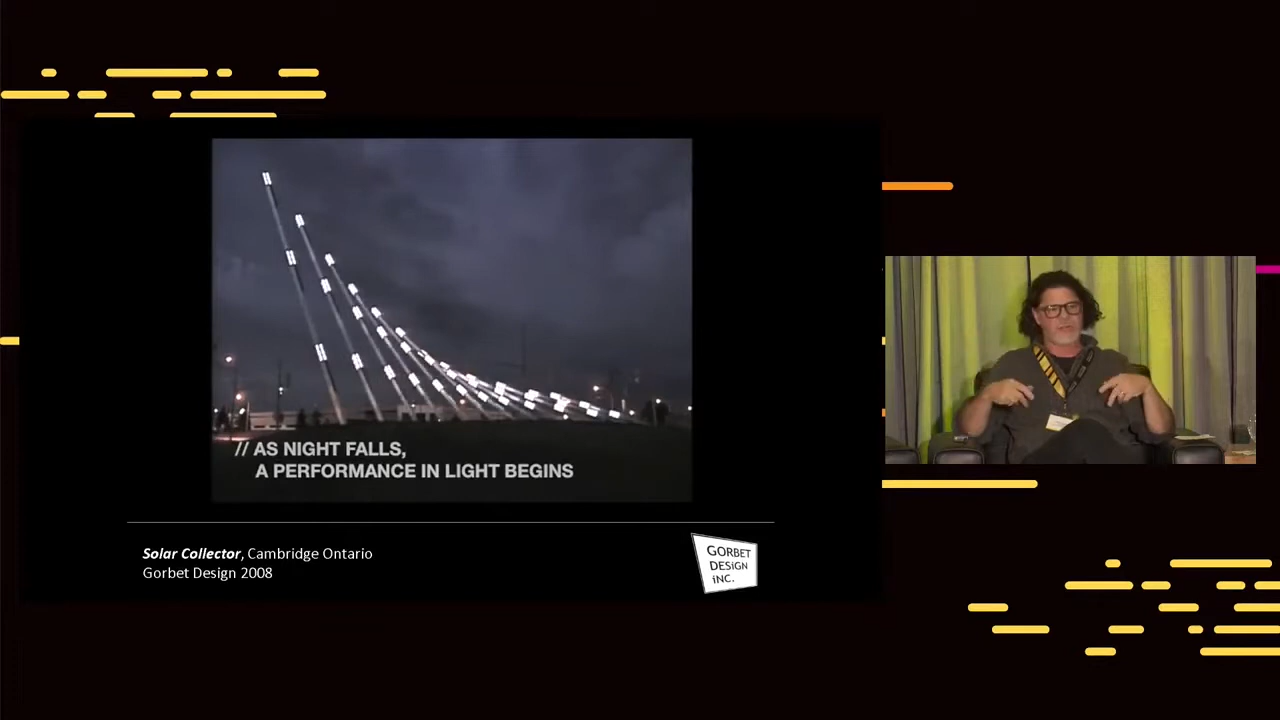 // AS NIGHT FALLS,
A PERFORMANCE IN LIGHT BEGINS
Solar Collector, Cambridge Ontario
Gorbet Design 2008
GORBET
DESIGN
iNC.